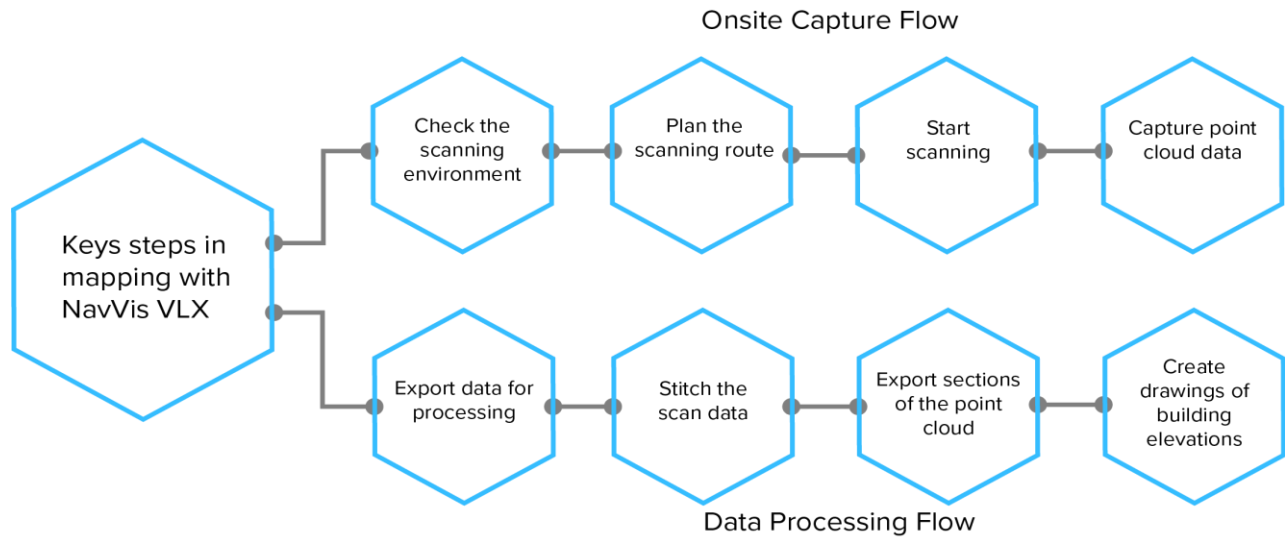 Onsite Capture Flow
Keys steps in
mapping with
NavVis VLX
Check the
scanning
environment
Plan the
scanning route
Start
scanning
Capture point
cloud data
Export data for
processing
Stitch the
scan data
Export sections
of the point
cloud
Create
drawings of
building
elevations
Data Processing Flow